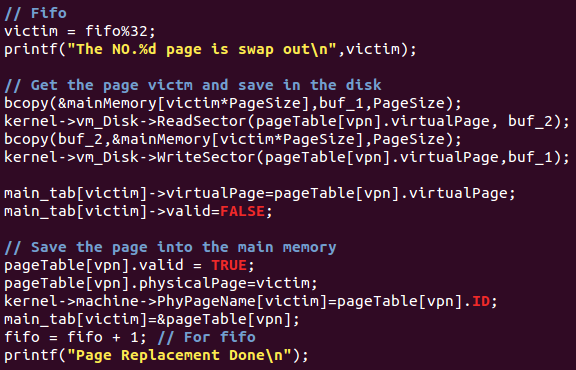 // Fifo
victim = fifo%32;
printf("The NO.%d page is swap out\n",victim);
// Get the page victm and save in the disk
bcopy(&mainMemory[victim*PageSize],buf_1,PageSize);
kernel->vm_Disk->ReadSector(pageTable[vpn].virtualPage, buf_2);
bcopy(buf_2,&mainMemory[victim*PageSize],PageSize);
kernel->vm_Disk->WriteSector(pageTable[vpn].virtualPage,buf_1);
main_tab[victim]->virtualPage=pageTable[vpn].virtualPage;
main_tab[victim]->valid=FALSE;
// Save the page into the main memory
pageTable[vpn].valid = TRUE;
pageTable[vpn].physicalPage=victim;
kernel->machine->PhyPageName[victim]=pageTable[vpn].ID;
main_tab[victim]=&pageTable[vpn];
fifo = fifo + 1; // For fifo
printf("Page Replacement Done\n");